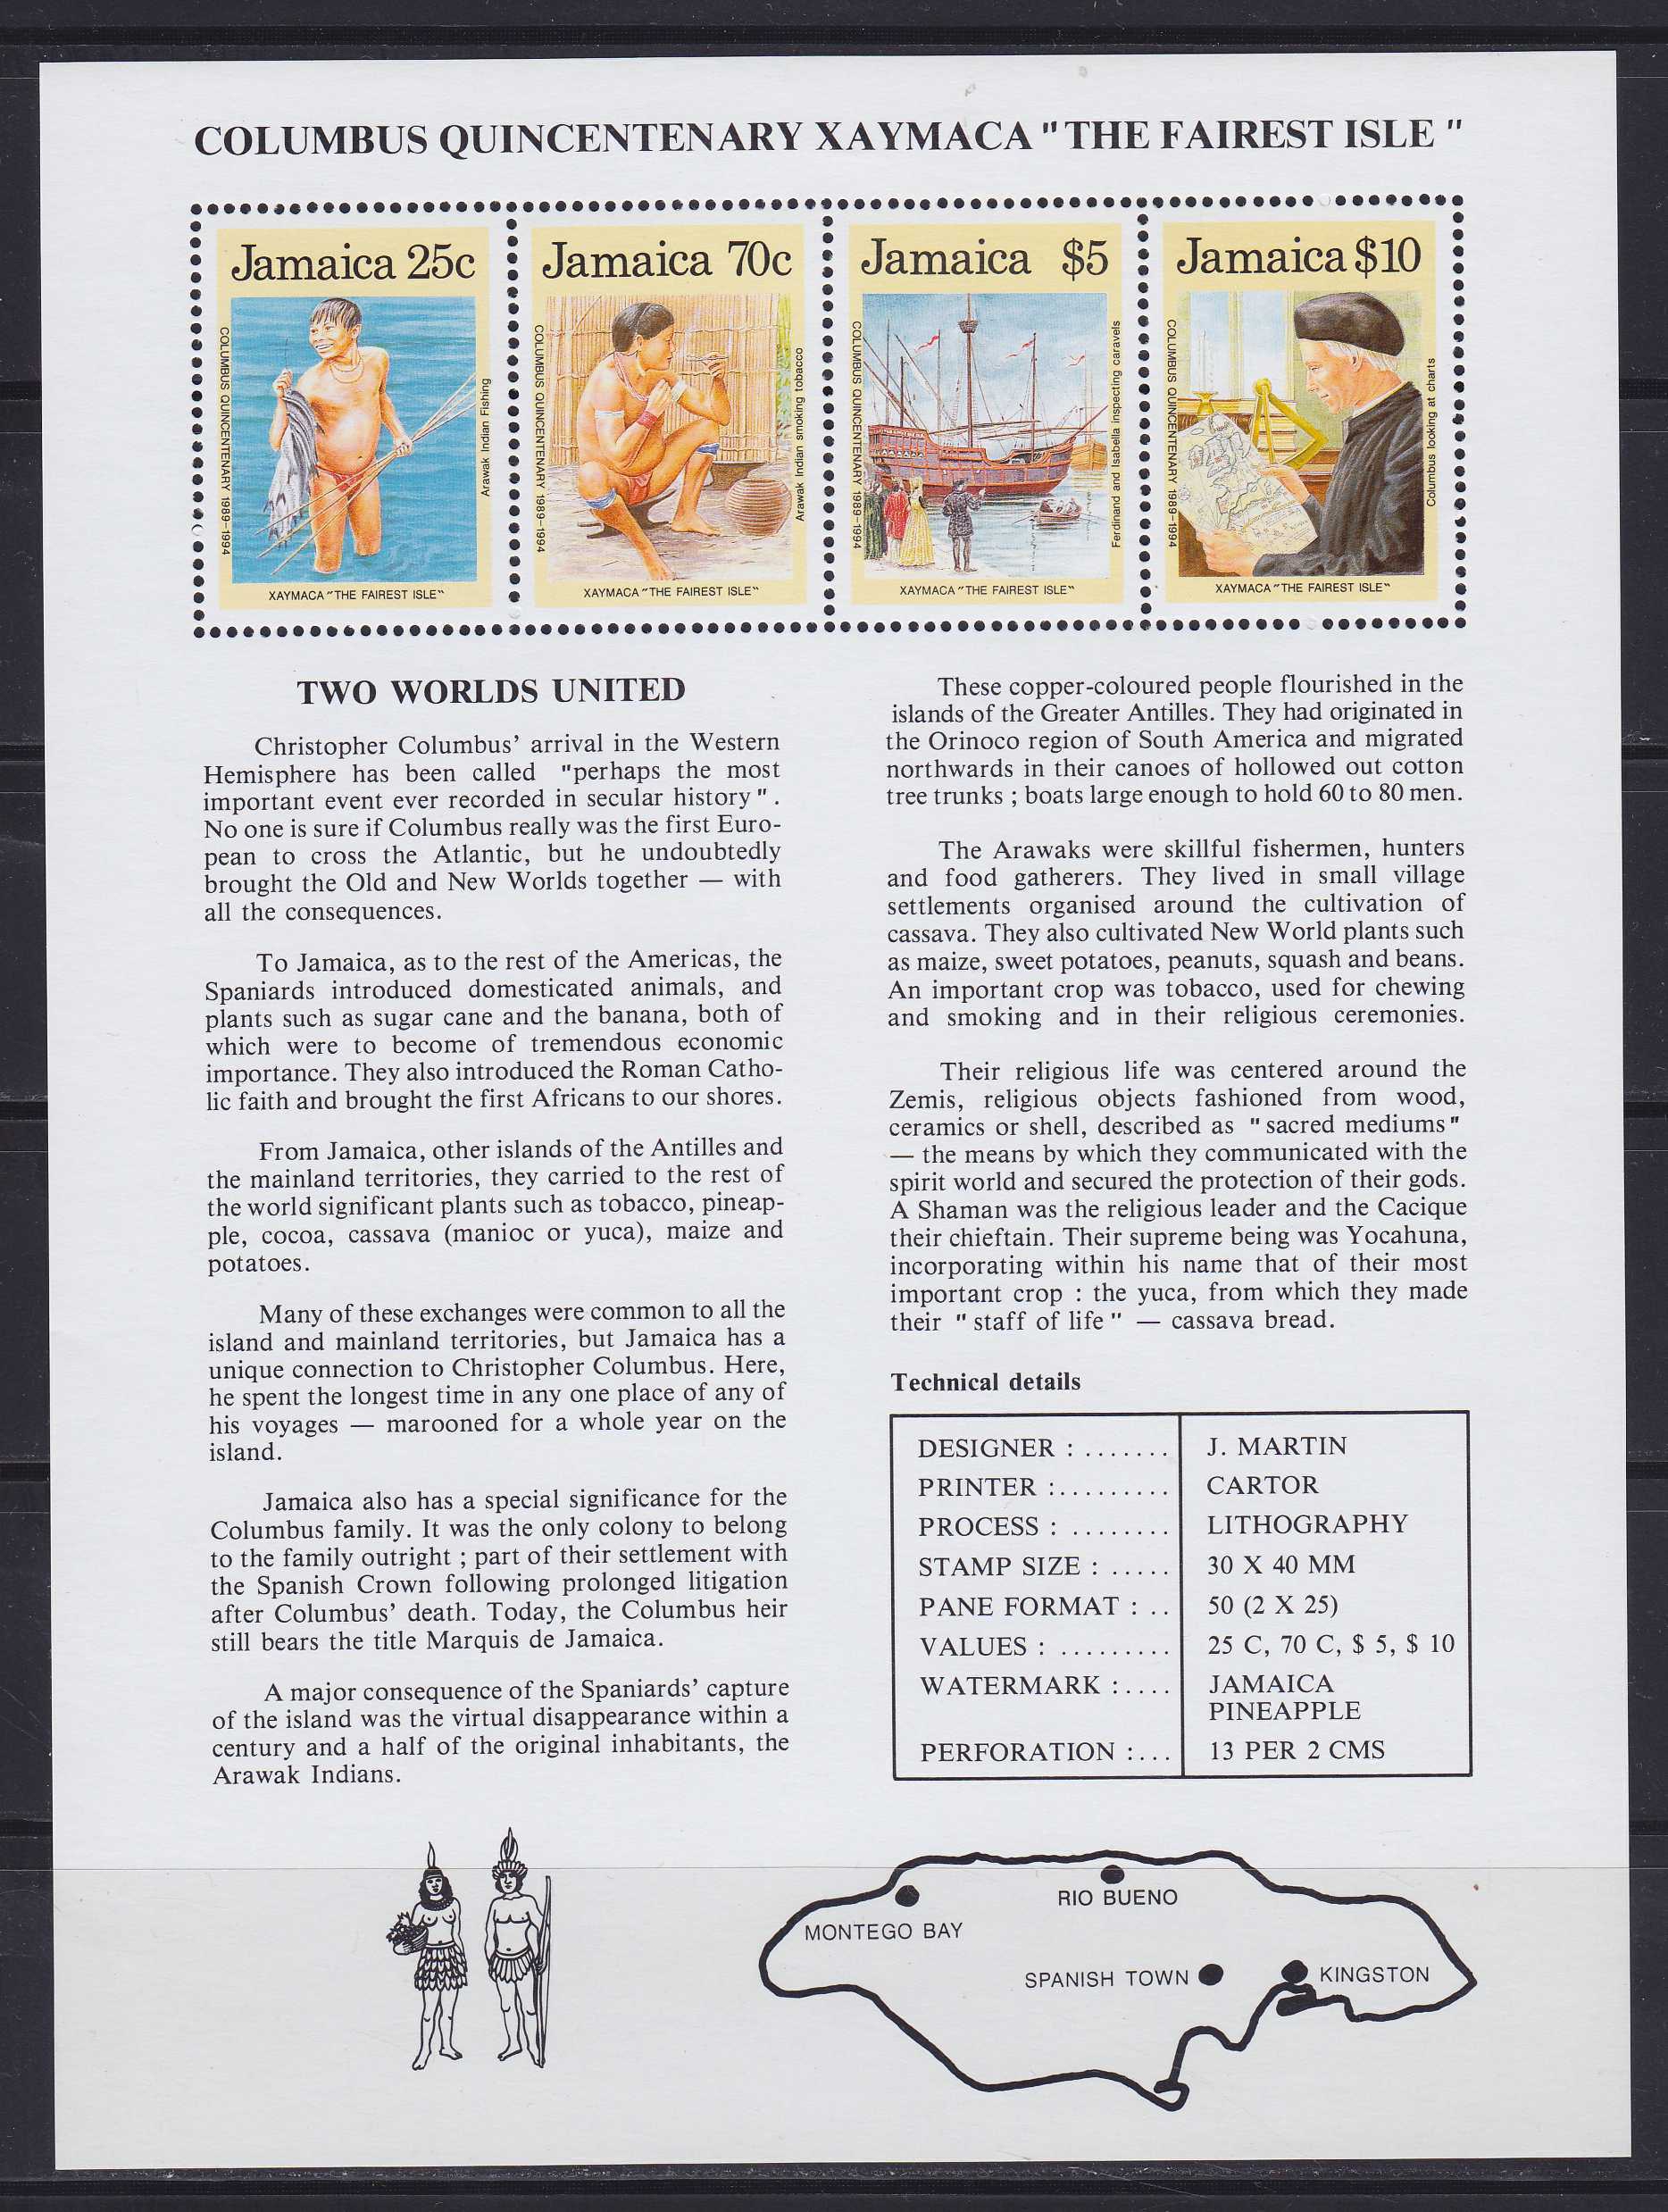 COLUMBUS QUINCENTENARY XAYMACA "THE FAIREST ISLE "
Jamaica 25c
COLUMBUS QUINCENTENARY 1989–1994
Arawak Indian Fishing
XAYMACA "THE FAIREST ISLE"
Jamaica 70c
COLUMBUS QUINCENTENARY 1989–1994
Arawak Indian smoking tobacco
XAYMACA "THE FAIREST ISLE"
Jamaica $5
COLUMBUS QUINCENTENARY 1989–1994
Ferdinand and Isabella inspecting caravels
XAYMACA "THE FAIREST ISLE"
Jamaica $10
COLUMBUS QUINCENTENARY 1989–1994
Columbus looking at charts
XAYMACA "THE FAIREST ISLE"
TWO WORLDS UNITED
Christopher Columbus' arrival in the Western
Hemisphere has been called "perhaps the most
important event ever recorded in secular history".
No one is sure if Columbus really was the first Euro-
pean to cross the Atlantic, but he undoubtedly
brought the Old and New Worlds together — with
all the consequences.
To Jamaica, as to the rest of the Americas, the
Spaniards introduced domesticated animals, and
plants such as sugar cane and the banana, both of
which were to become of tremendous economic
importance. They also introduced the Roman Catho-
lic faith and brought the first Africans to our shores.
From Jamaica, other islands of the Antilles and
the mainland territories, they carried to the rest of
the world significant plants such as tobacco, pineap-
ple, cocoa, cassava (manioc or yuca), maize and
potatoes.
Many of these exchanges were common to all the
island and mainland territories, but Jamaica has a
unique connection to Christopher Columbus. Here,
he spent the longest time in any one place of any of
his voyages — marooned for a whole year on the
island.
Jamaica also has a special significance for the
Columbus family. It was the only colony to belong
to the family outright ; part of their settlement with
the Spanish Crown following prolonged litigation
after Columbus' death. Today, the Columbus heir
still bears the title Marquis de Jamaica.
A major consequence of the Spaniards' capture
of the island was the virtual disappearance within a
century and a half of the original inhabitants, the
Arawak Indians.
These copper-coloured people flourished in the
islands of the Greater Antilles. They had originated in
the Orinoco region of South America and migrated
northwards in their canoes of hollowed out cotton
tree trunks ; boats large enough to hold 60 to 80 men.
The Arawaks were skillful fishermen, hunters
and food gatherers. They lived in small village
settlements organised around the cultivation of
cassava. They also cultivated New World plants such
as maize, sweet potatoes, peanuts, squash and beans.
An important crop was tobacco, used for chewing
and smoking and in their religious ceremonies.
Their religious life was centered around the
Zemis, religious objects fashioned from wood,
ceramics or shell, described as "sacred mediums"
— the means by which they communicated with the
spirit world and secured the protection of their gods.
A Shaman was the religious leader and the Cacique
their chieftain. Their supreme being was Yocahuna,
incorporating within his name that of their most
important crop : the yuca, from which they made
their "staff of life" — cassava bread.
Technical details
DESIGNER : ....... J. MARTIN
PRINTER :......... CARTOR
PROCESS : ........ LITHOGRAPHY
STAMP SIZE : ..... 30 X 40 MM
PANE FORMAT : .. 50 (2 X 25)
VALUES : ......... 25 C, 70 C, $ 5, $ 10
WATERMARK :.... JAMAICA
PINEAPPLE
PERFORATION :... 13 PER 2 CMS
RIO BUENO
MONTEGO BAY
SPANISH TOWN
KINGSTON